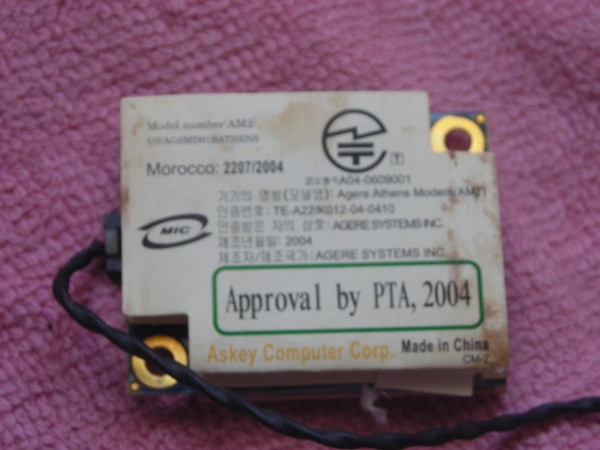 Model number:AM2
Morocco: 2207/2004
T
A04-0609001
기기의 명칭(모델명): Agere Athens Modem(AM2)
인증번호: TE-A22/K012-04-0410
인증받은 자의 상호: AGERE SYSTEMS INC.
MIC
제조년월일: 2004
제조자/제조국가: AGERE SYSTEMS INC.
Approval by PTA, 2004
Askey Computer Corp. Made in China
CM-2